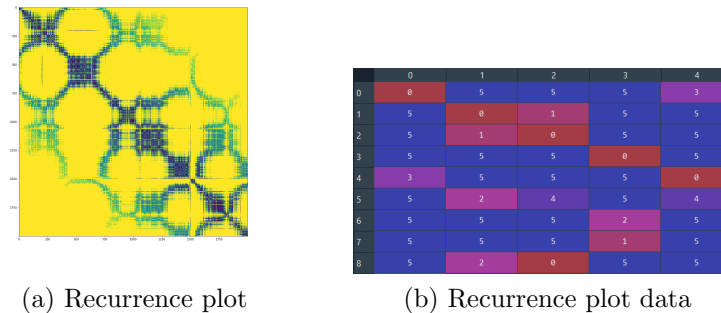 0 1 2 3 4
0 0 5 5 5 3
1 5 0 1 5 5
2 5 1 0 5 5
3 5 5 5 0 5
4 3 5 5 5 0
5 5 2 4 5 4
6 5 5 5 2 5
7 5 5 5 1 5
8 5 2 0 5 5
(a) Recurrence plot
(b) Recurrence plot data